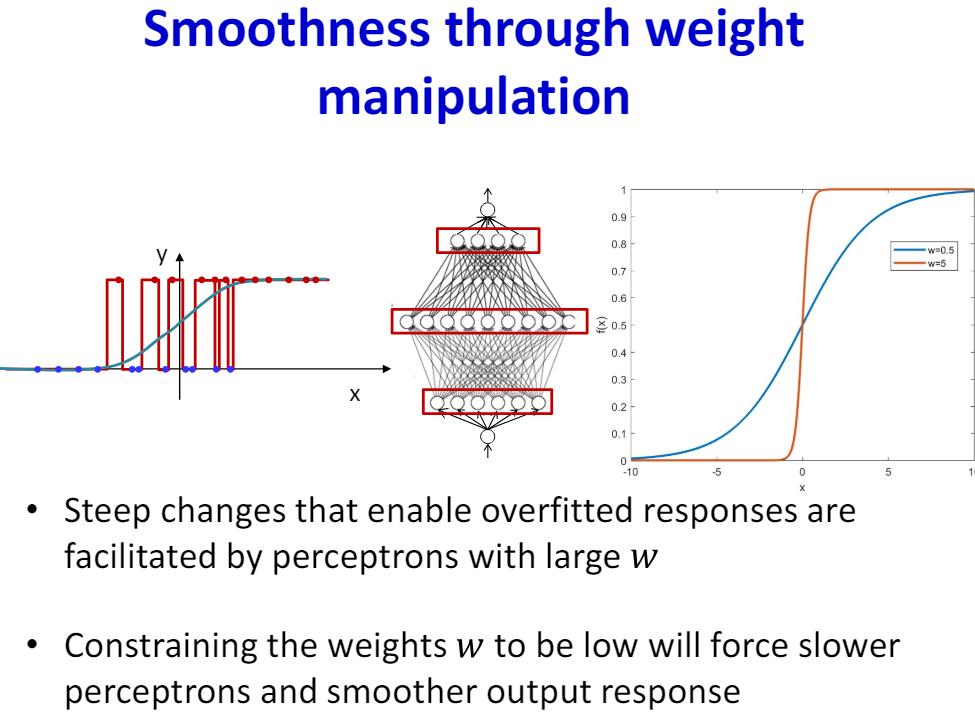 Smoothness through weight
manipulation
y
x
1
0.9
0.8
0.7
0.6
0.5
0.4
0.3
0.2
0.1
0
f(x)
w=0.5
w=5
-10
-5
0
5
10
x
• Steep changes that enable overfitted responses are
facilitated by perceptrons with large w
• Constraining the weights w to be low will force slower
perceptrons and smoother output response